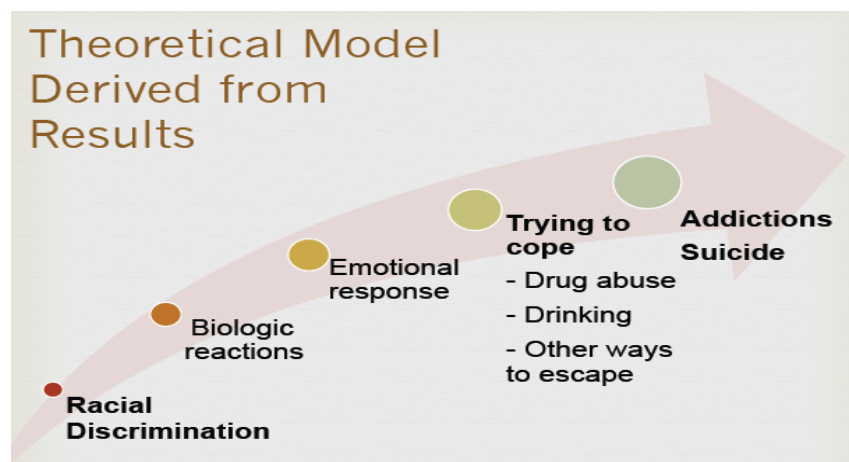 Theoretical Model
Derived from
Results
Racial
Discrimination
Biologic
reactions
Emotional
response
Trying to
cope
- Drug abuse
- Drinking
- Other ways
to escape
Addictions
Suicide